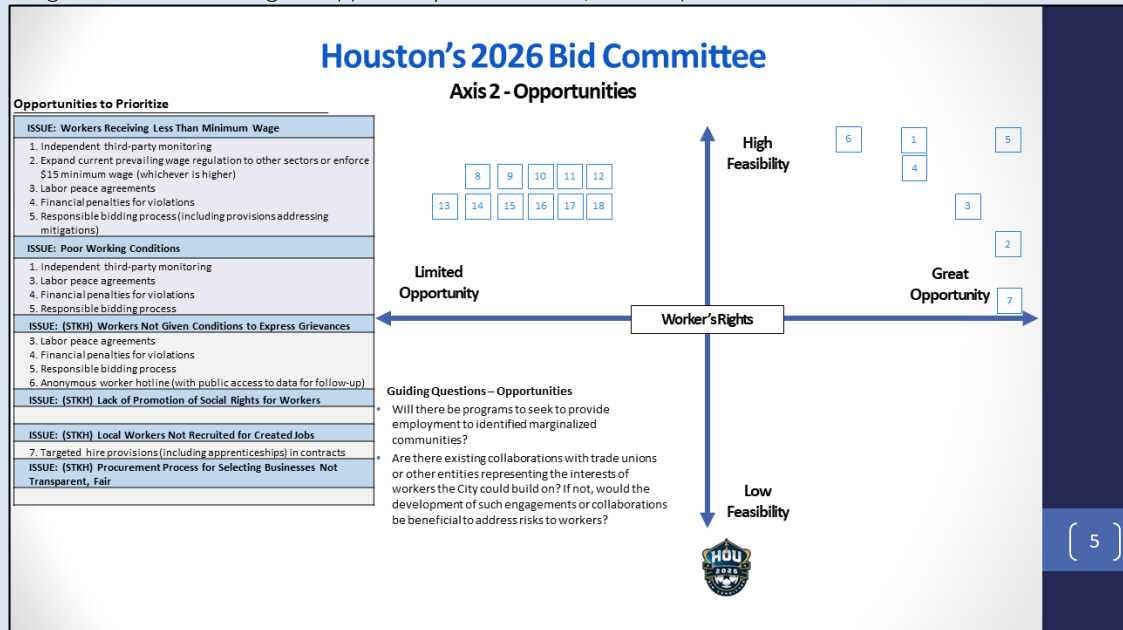 Houston's 2026 Bid Committee
Axis 2 - Opportunities
Opportunities to Prioritize
ISSUE: Workers Receiving Less Than Minimum Wage
1. Independent third-party monitoring
2. Expand current prevailing wage regulation to other sectors or enforce
$15 minimum wage (whichever is higher)
3. Labor peace agreements
4. Financial penalties for violations
5. Responsible bidding process (including provisions addressing
mitigations)
ISSUE: Poor Working Conditions
1. Independent third-party monitoring
3. Labor peace agreements
4. Financial penalties for violations
5. Responsible bidding process
ISSUE: (STKH) Workers Not Given Conditions to Express Grievances
3. Labor peace agreements
4. Financial penalties for violations
5. Responsible bidding process
6. Anonymous worker hotline (with public access to data for follow-up)
ISSUE: (STKH) Lack of Promotion of Social Rights for Workers
ISSUE: (STKH) Local Workers Not Recruited for Created Jobs
7. Targeted hire provisions (including apprenticeships) in contracts
ISSUE: (STKH) Procurement Process for Selecting Businesses Not
Transparent, Fair
High
Feasibility
6 1 5
4
8 9 10 11 12
13 14 15 16 17 18
3
2
Limited
Opportunity
Great
Opportunity
7
Worker's Rights
Guiding Questions – Opportunities
• Will there be programs to seek to provide
employment to identified marginalized
communities?
• Are there existing collaborations with trade unions
or other entities representing the interests of
workers the City could build on? If not, would the
development of such engagements or collaborations
be beneficial to address risks to workers?
Low
Feasibility
HOU
2026
5